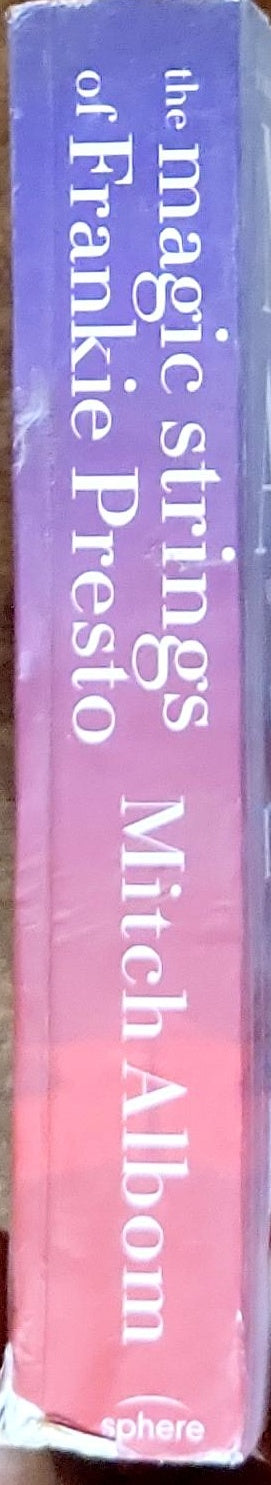 the magic strings
of Frankie Presto
Mitch Albom
sphere